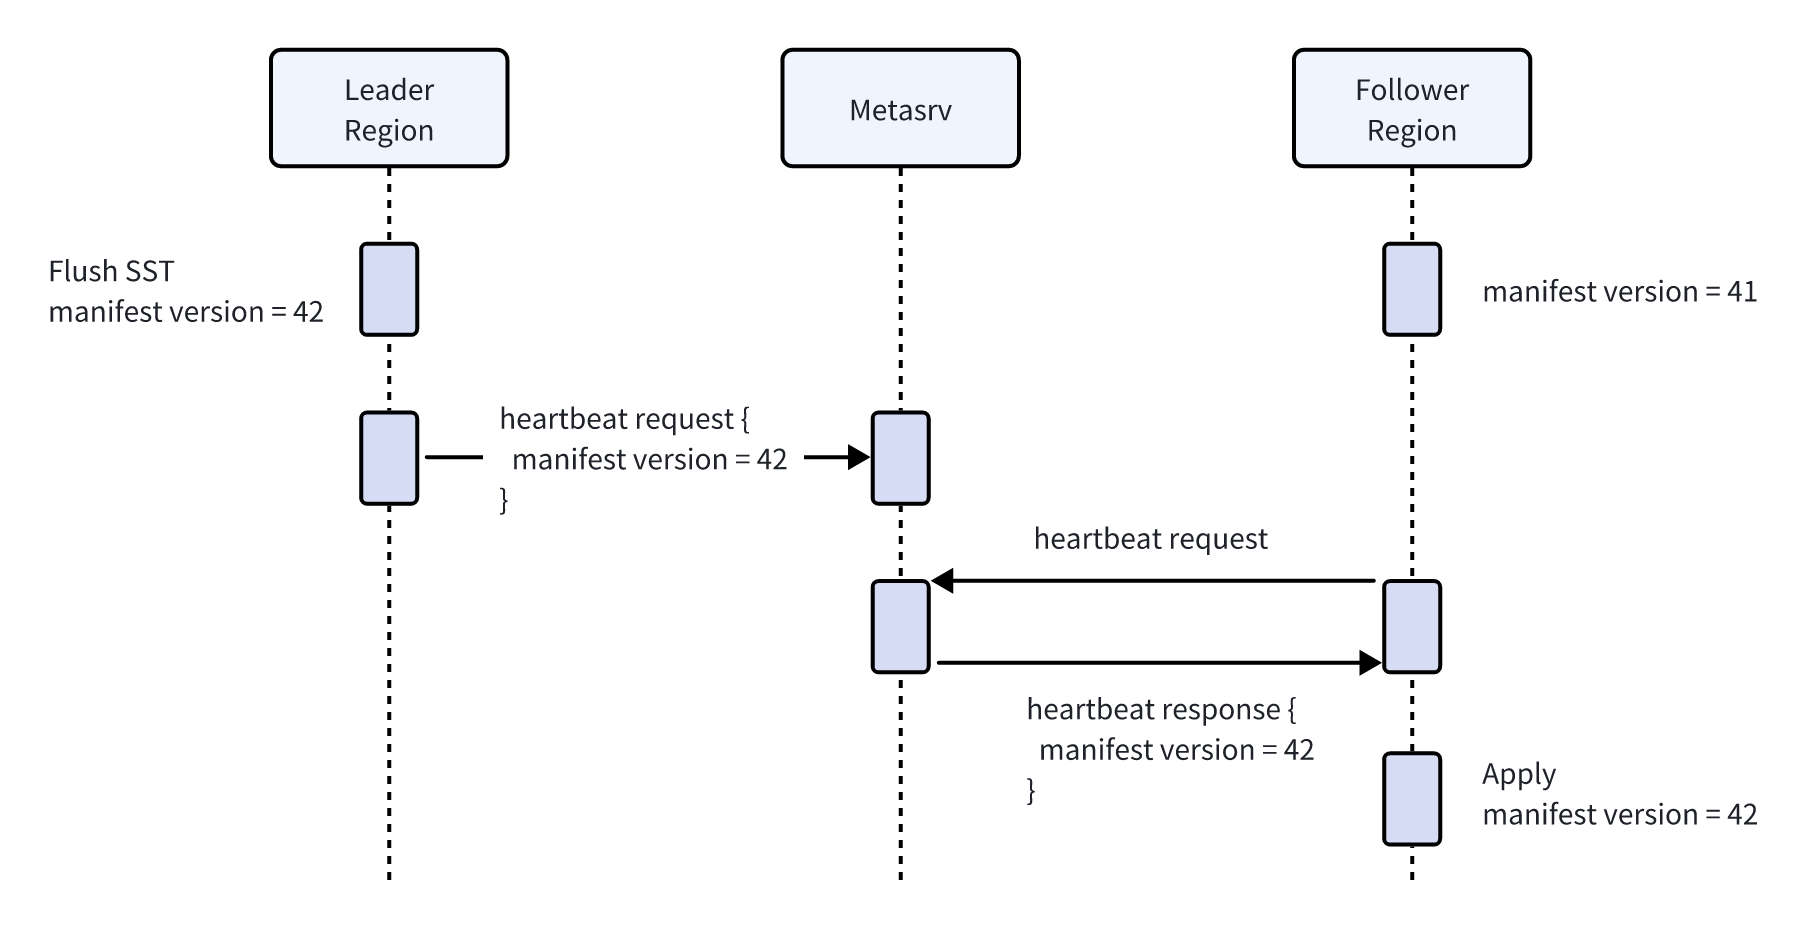 Leader
Region
Metasrv
Follower
Region
Flush SST
manifest version = 42
manifest version = 41
heartbeat request {
manifest version = 42
}
heartbeat request
heartbeat response {
manifest version = 42
}
Apply
manifest version = 42